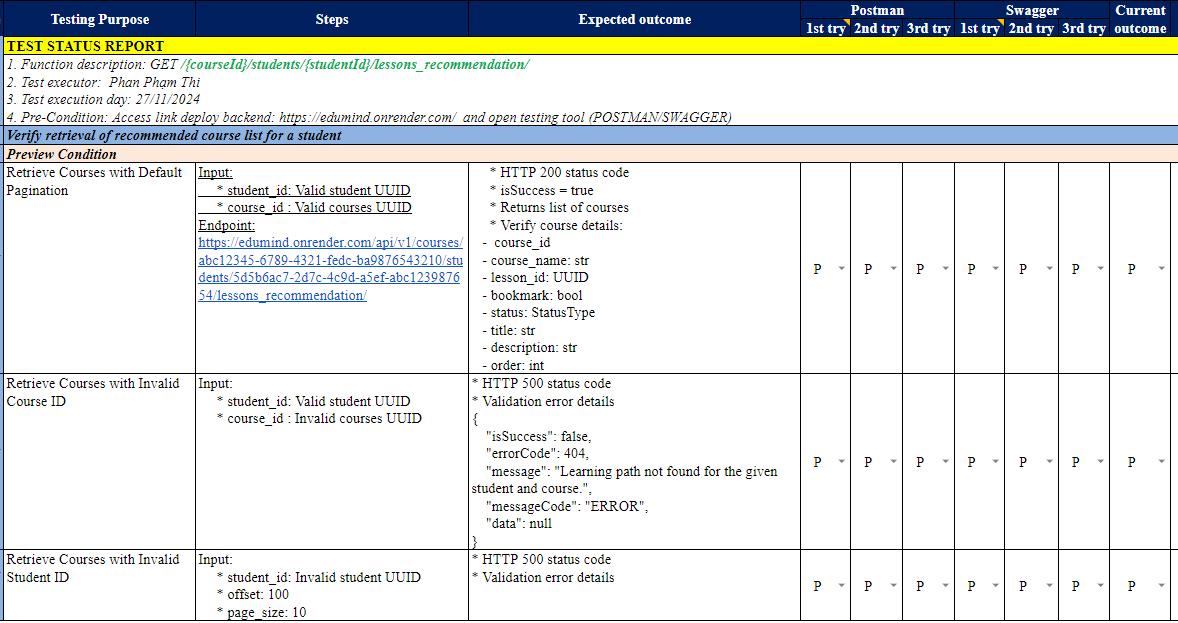 Testing Purpose Steps Expected outcome Postman Swagger Current outcome
1st try 2nd try 3rd try 1st try 2nd try 3rd try
TEST STATUS REPORT
1. Function description: GET /{courseId}/students/{studentId}/lessons_recommendation/
2. Test executor: Phan Phạm Thi
3. Test execution day: 27/11/2024
4. Pre-Condition: Access link deploy backend: https://edumind.onrender.com/ and open testing tool (POSTMAN/SWAGGER)
Verify retrieval of recommended course list for a student
Preview Condition
Retrieve Courses with Default
Pagination
Input:
* student_id: Valid student UUID
* course_id : Valid courses UUID
Endpoint:
https://edumind.onrender.com/api/v1/courses/
abc12345-6789-4321-fedc-ba9876543210/stu
dents/5d5b6ac7-2d7c-4c9d-a5ef-abc1239876
54/lessons_recommendation/
* HTTP 200 status code
* isSuccess = true
* Returns list of courses
* Verify course details:
- course_id
- course_name: str
- lesson_id: UUID
- bookmark: bool
- status: StatusType
- title: str
- description: str
- order: int
P P P P P P P
Retrieve Courses with Invalid
Course ID
Input:
* student_id: Valid student UUID
* course_id : Invalid courses UUID
* HTTP 500 status code
* Validation error details
{
"isSuccess": false,
"errorCode": 404,
"message": "Learning path not found for the given
student and course.",
"messageCode": "ERROR",
"data": null
}
P P P P P P P
Retrieve Courses with Invalid
Student ID
Input:
* student_id: Invalid student UUID
* offset: 100
* page_size: 10
* HTTP 500 status code
* Validation error details
P P P P P P P